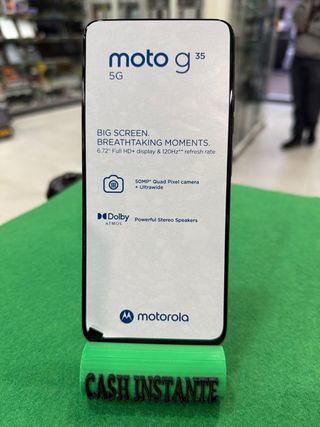 moto g 35
5G
BIG SCREEN.
BREATHTAKING MOMENTS.
6.72" Full HD+ display & 120Hz** refresh rate
50MP* Quad Pixel camera
+ Ultrawide
Dolby
ATMOS
Powerful Stereo Speakers
motorola
CASH INSTANTE